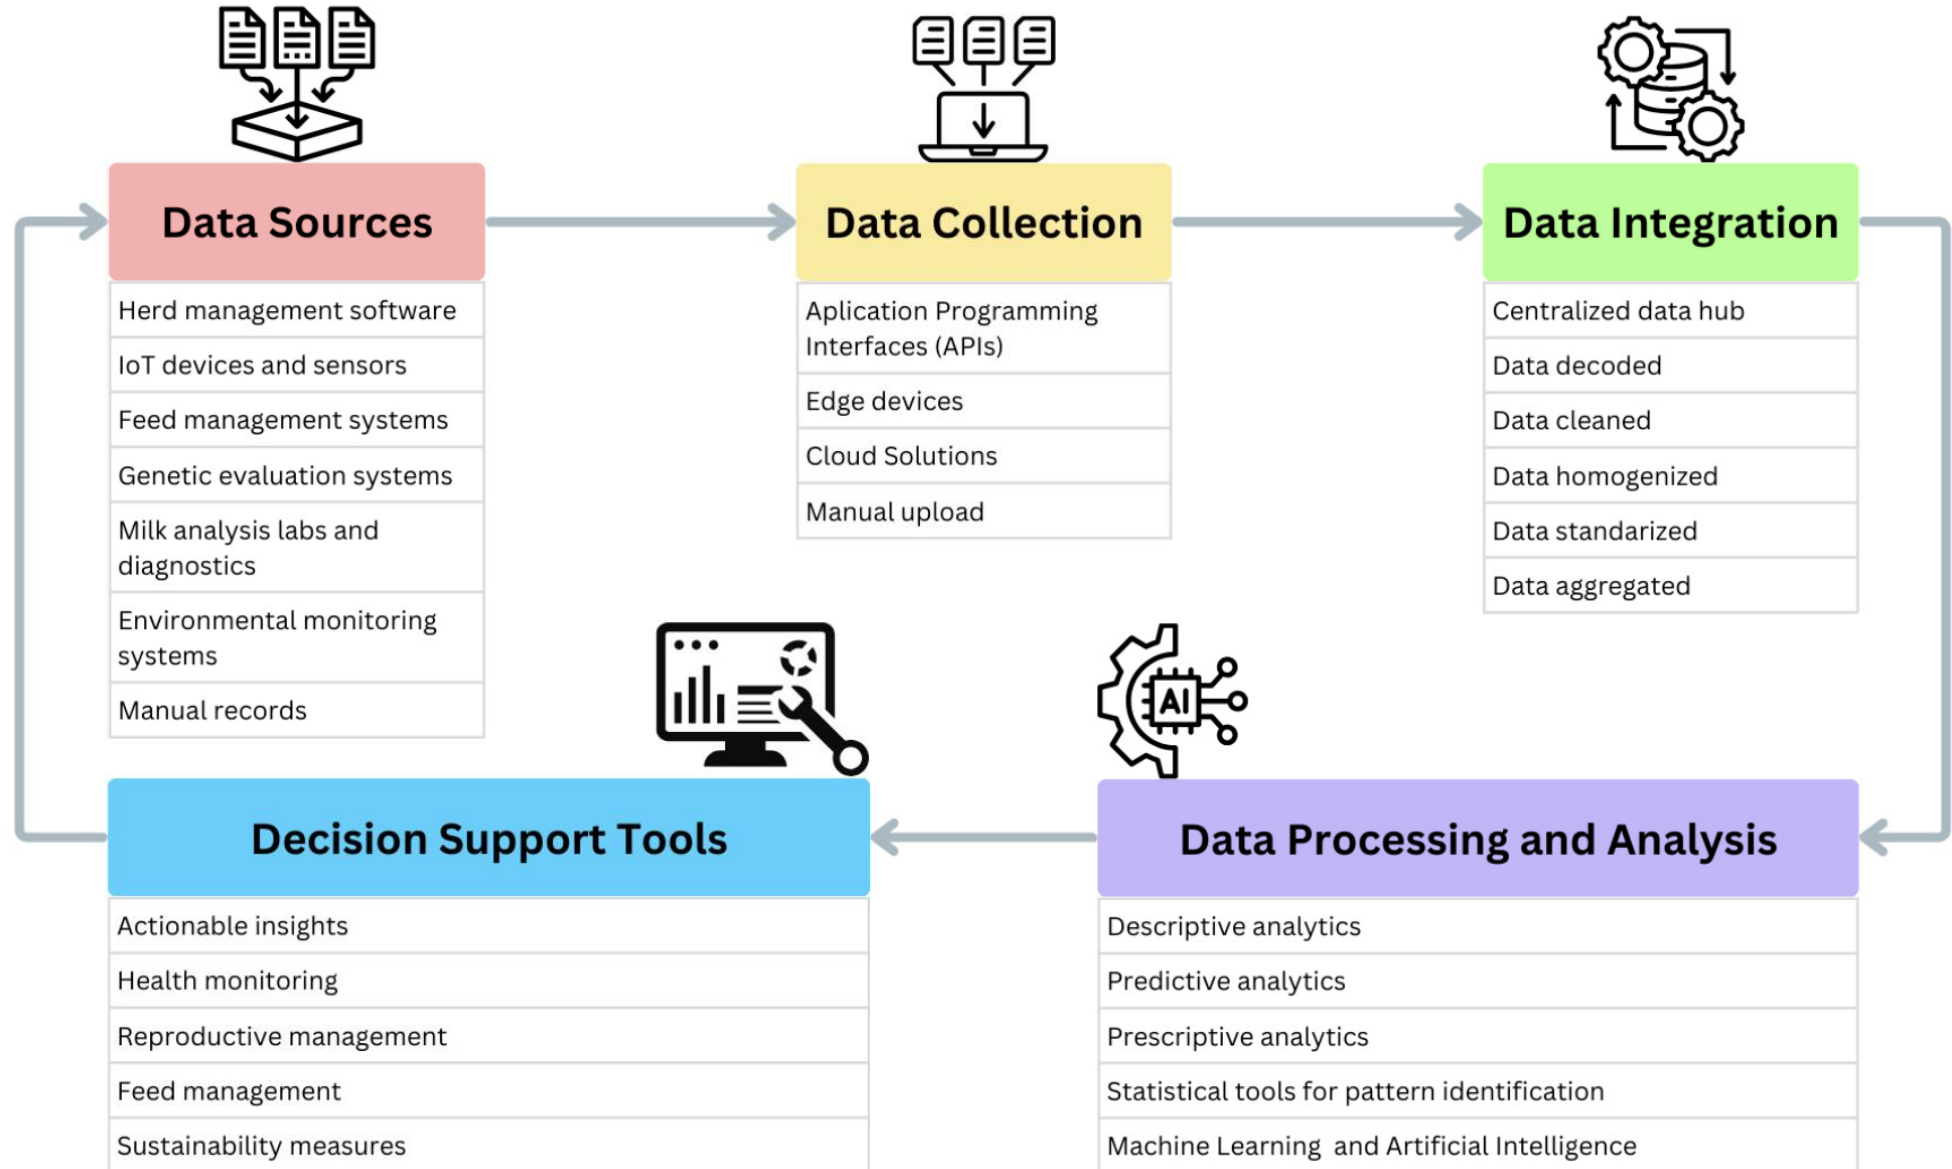 Data Sources
Herd management software
IoT devices and sensors
Feed management systems
Genetic evaluation systems
Milk analysis labs and
diagnostics
Environmental monitoring
systems
Manual records
Data Collection
Aplication Programming
Interfaces (APIs)
Edge devices
Cloud Solutions
Manual upload
Data Integration
Centralized data hub
Data decoded
Data cleaned
Data homogenized
Data standarized
Data aggregated
AI
Data Processing and Analysis
Descriptive analytics
Predictive analytics
Prescriptive analytics
Statistical tools for pattern identification
Machine Learning and Artificial Intelligence
Decision Support Tools
Actionable insights
Health monitoring
Reproductive management
Feed management
Sustainability measures